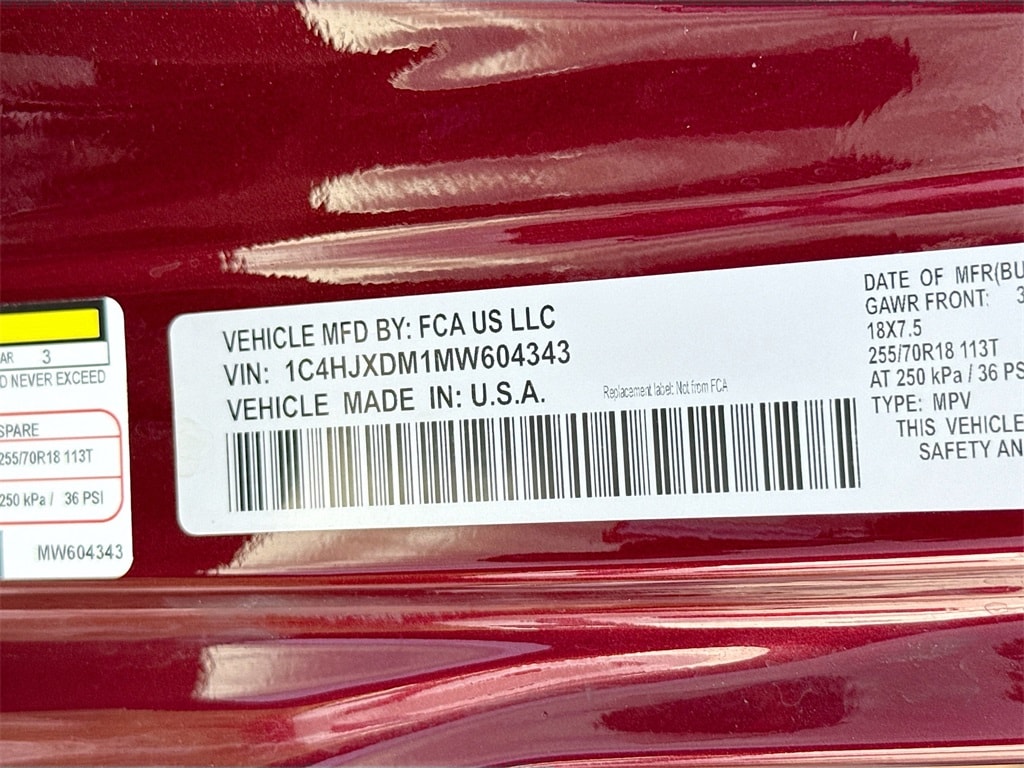 AR 3
D NEVER EXCEED
SPARE
255/70R18 113T
250 kPa / 36 PSI
MW604343
VEHICLE MFD BY: FCA US LLC
VIN: 1C4HJXDM1MW604343
VEHICLE MADE IN: U.S.A.
Replacement label: Not from FCA
DATE OF MFR(BU
GAWR FRONT: 3
18X7.5
255/70R18 113T
AT 250 kPa / 36 PS
TYPE: MPV
THIS VEHICLE
SAFETY AN